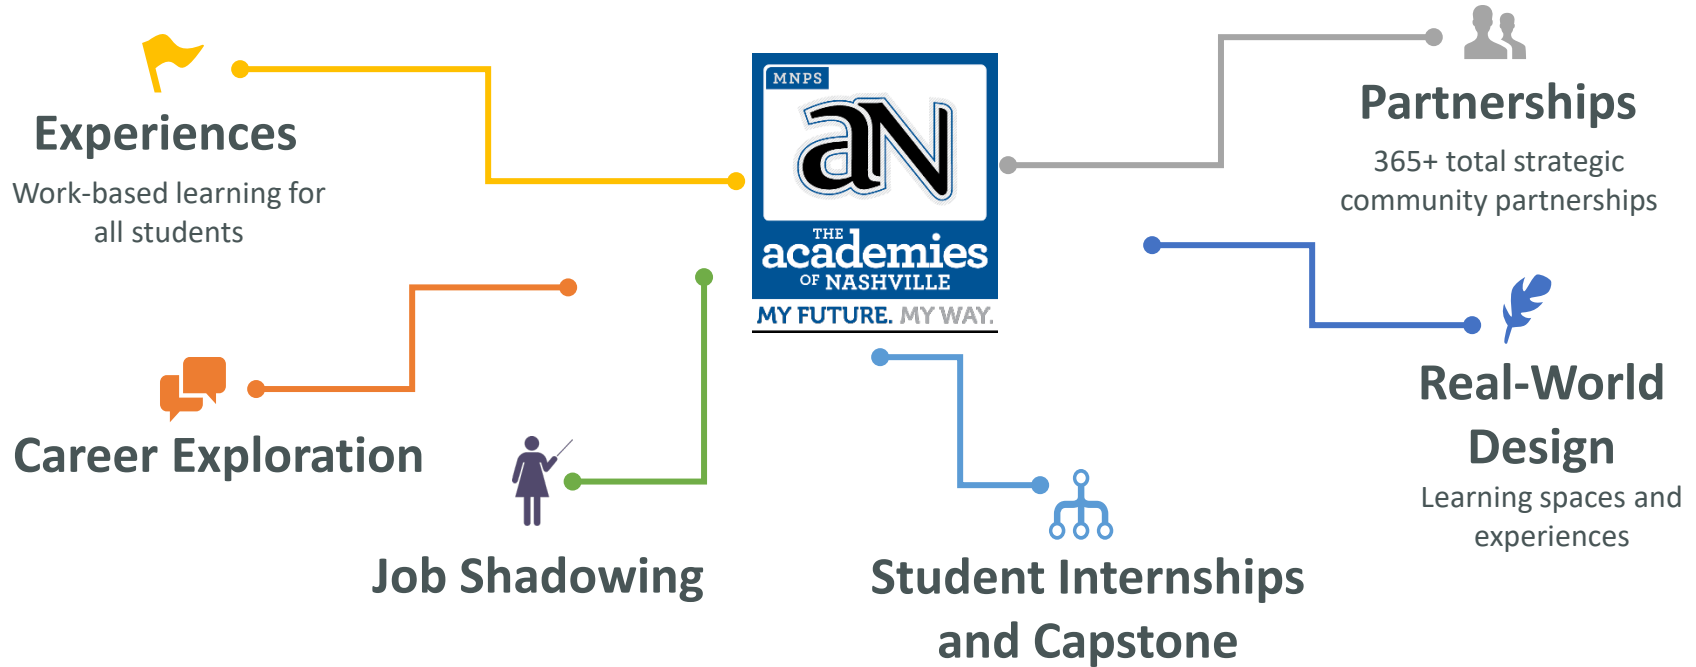 Experiences
Work-based learning for
all students
Career Exploration
Job Shadowing
MNPS
aN
THE
academies
OF NASHVILLE
MY FUTURE. MY WAY.
Student Internships
and Capstone
Partnerships
365+ total strategic
community partnerships
Real-World
Design
Learning spaces and
experiences